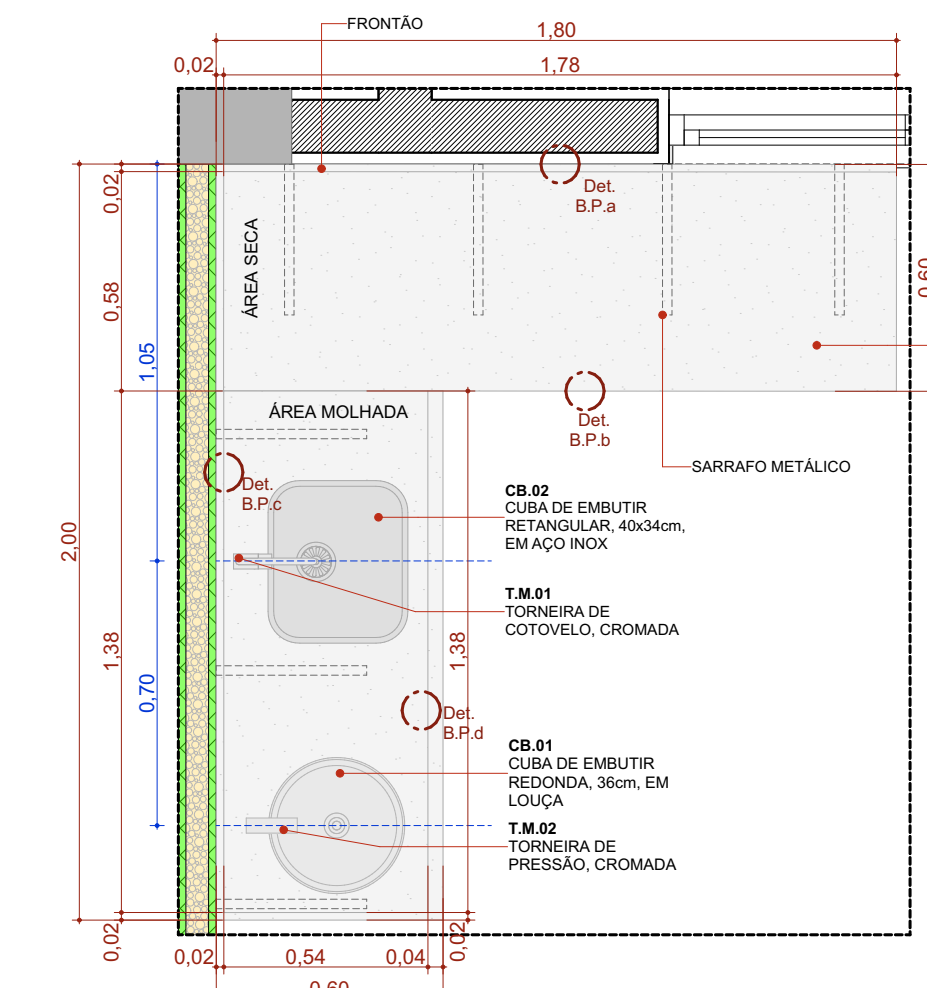 FRONTÃO
1,80
0,02
1,78
0,02
Det.
B.P.a
ÁREA SECA
0,60
0,58
1,05
ÁREA MOLHADA
Det.
B.P.b
SARRAFO METÁLICO
Det.
B.P.c
CB.02
CUBA DE EMBUTIR
RETANGULAR, 40x34cm,
EM AÇO INOX
2,00
T.M.01
TORNEIRA DE
COTOVELO, CROMADA
1,38
1,38
0,70
Det.
B.P.d
CB.01
CUBA DE EMBUTIR
REDONDA, 36cm, EM
LOUÇA
T.M.02
TORNEIRA DE
PRESSÃO, CROMADA
0,02
0,02
0,54
0,04
0,02
0,60